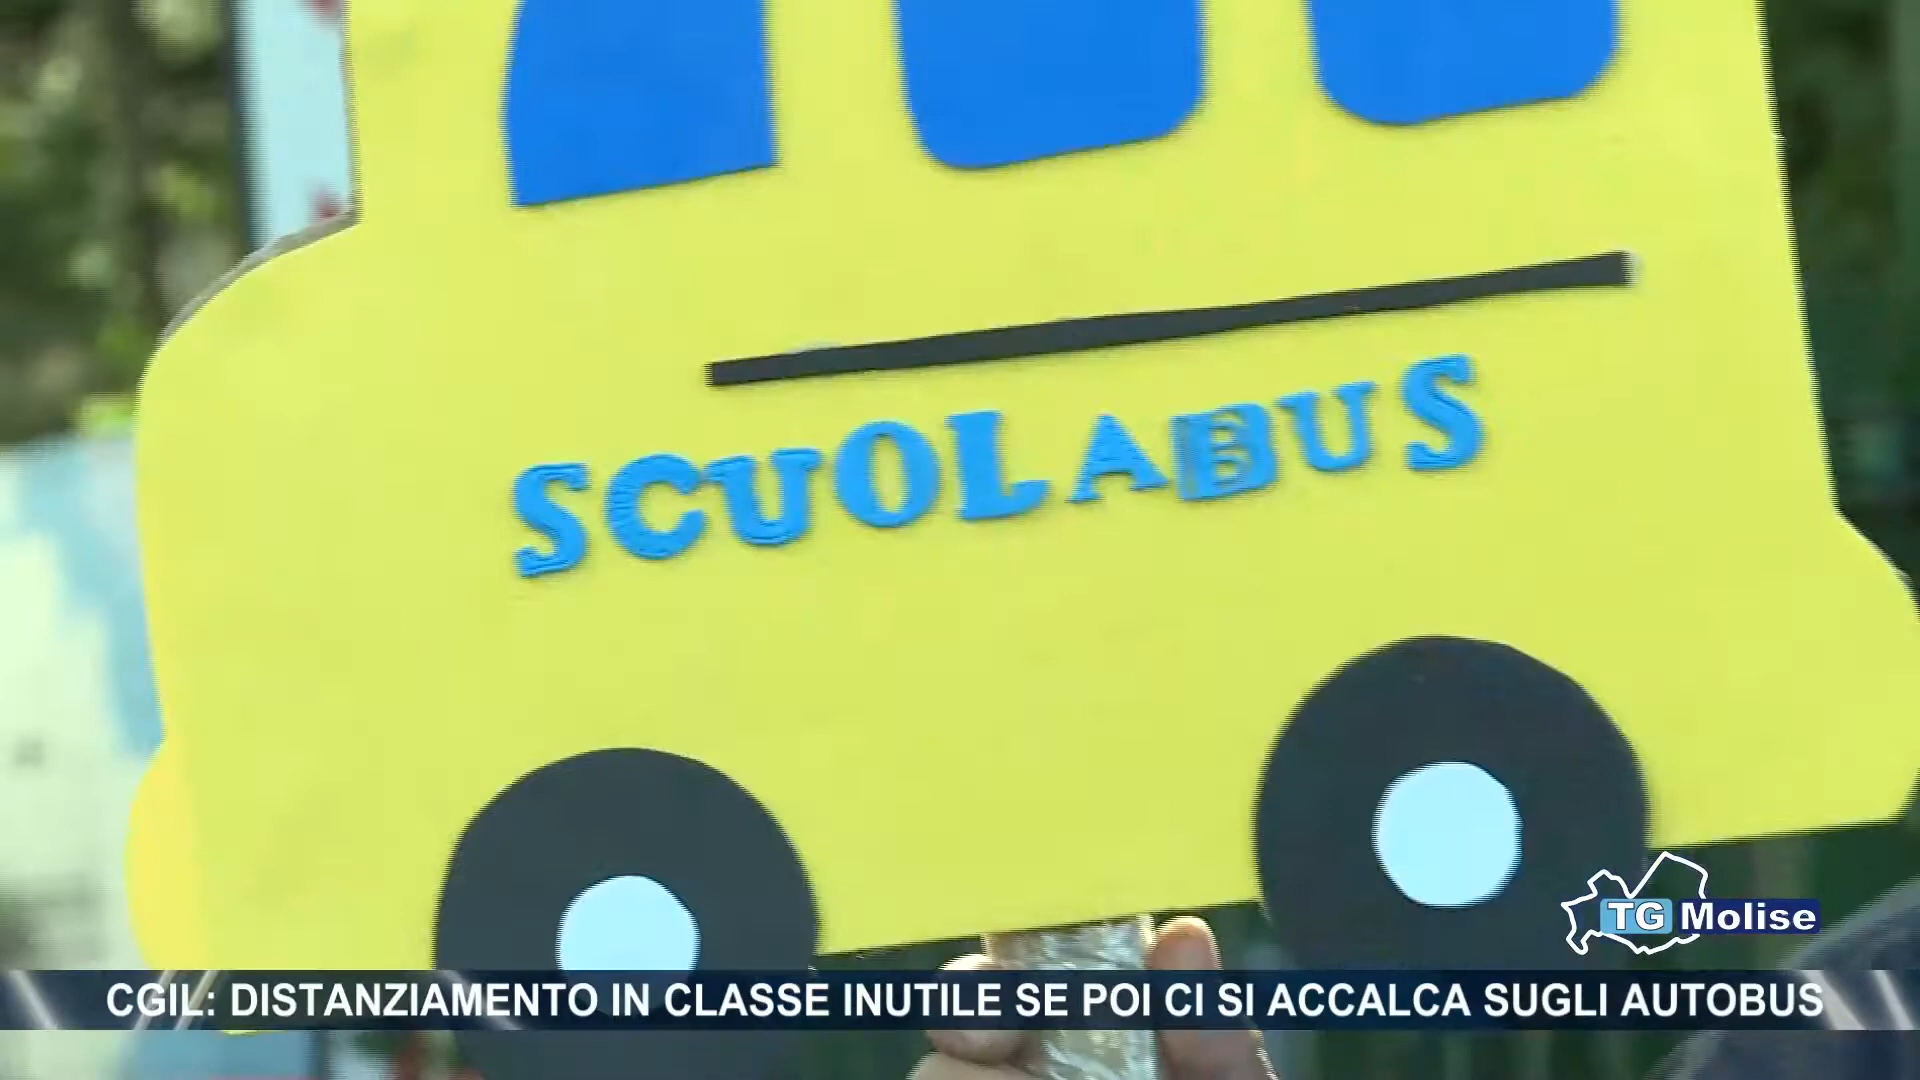 SCUOLABUS
TG Molise
CGIL: DISTANZIAMENTO IN CLASSE INUTILE SE POI CI SI ACCALCA SUGLI AUTOBUS